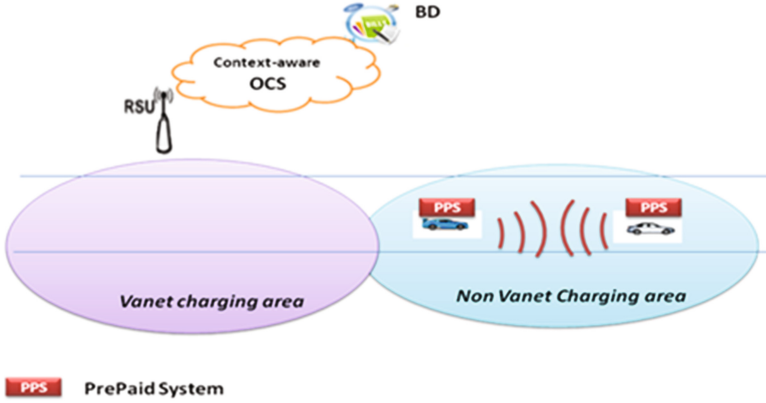 BD
Context-aware
OCS
RSU
PPS
PPS
Vanet charging area
Non Vanet Charging area
PPS
PrePaid System